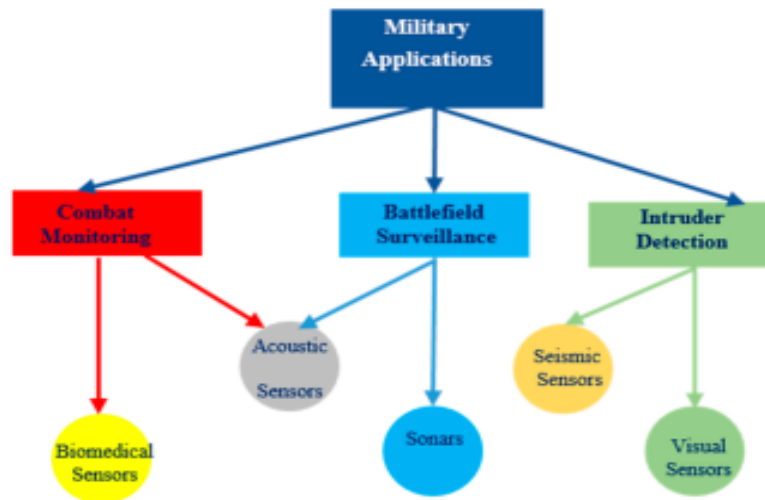 Military
Applications
Combat
Monitoring
Battlefield
Surveillance
Intruder
Detection
Acoustic
Sensors
Seismic
Sensors
Biomedical
Sensors
Sonars
Visual
Sensors